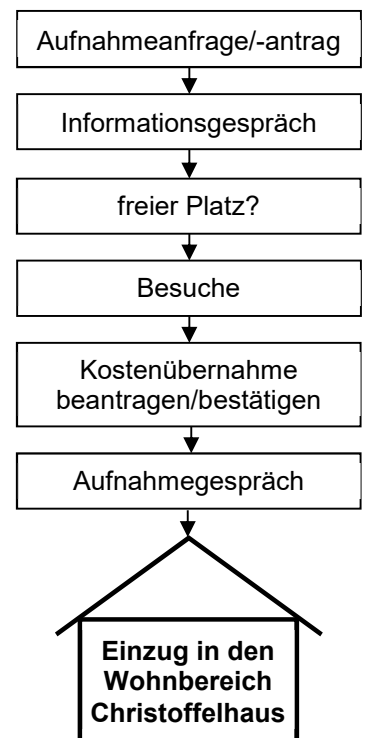 Aufnahmeanfrage/-antrag
Informationsgespräch
freier Platz?
Besuche
Kostenübernahme
beantragen/bestätigen
Aufnahmegespräch
Einzug in den
Wohnbereich
Christoffelhaus